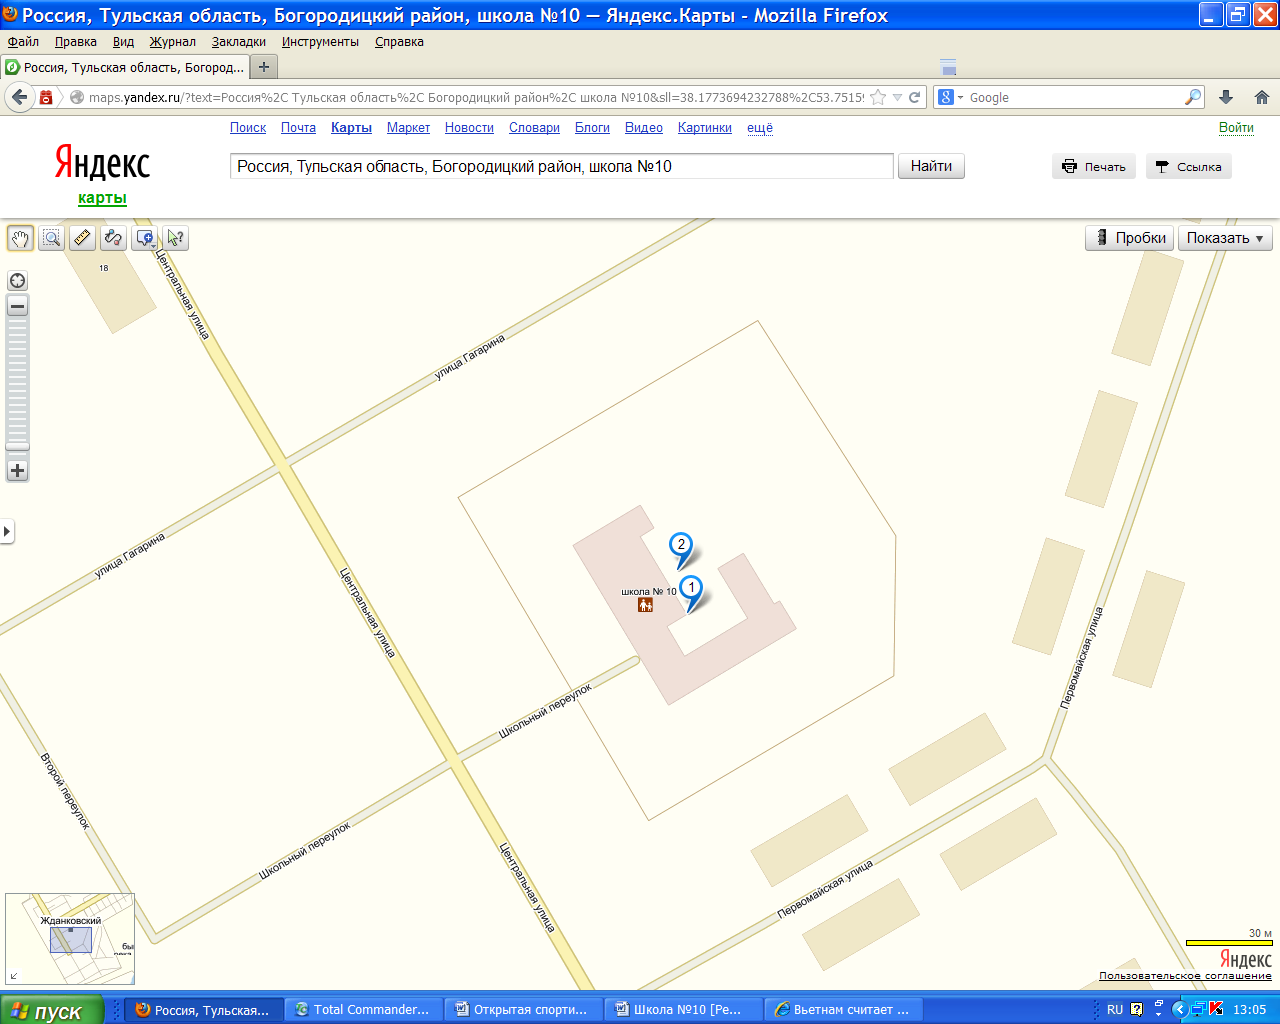 Россия, Тульская область, Богородицкий район, школа №10 — Яндекс.Карты - Mozilla Firefox
Файл Правка Вид Журнал Закладки Инструменты Справка
Россия, Тульская область, Богород...
maps.yandex.ru/?text=Россия%2C Тульская область%2C Богородицкий район%2C школа №10&sll=38.1773694232788%2C53.7515
Google
Поиск Почта Карты Маркет Новости Словари Блоги Видео Картинки ещё Войти
Яндекс
карты
Россия, Тульская область, Богородицкий район, школа №10
Найти
Печать
Ссылка
Пробки
Показать
18
Центральная улица
улица Гагарина
улица Гагарина
Центральная улица
2
1
школа № 10
Первомайская улица
Школьный переулок
Второй переулок
Школьный переулок
Центральная улица
Первомайская улица
Ждановский
30 м
Яндекс
Пользовательское соглашение
пуск
Россия, Тульская...
Total Commander...
Открытая спорти...
Школа №10 [Ре...
Вьетнам считает ...
RU
13:05